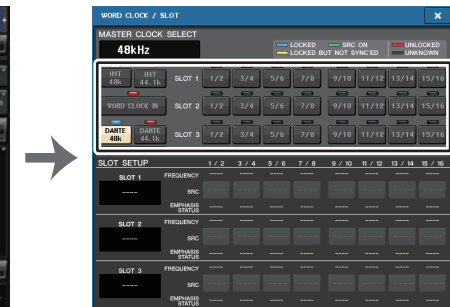 WORD CLOCK / SLOT ×
MASTER CLOCK SELECT
48kHz
LOCKED SRC ON UNLOCKED
LOCKED BUT NOT SYNC'ED UNKNOWN
INT 48k INT 44.1k SLOT 1 1/2 3/4 5/6 7/8 9/10 11/12 13/14 15/16
WORD CLOCK IN SLOT 2 1/2 3/4 5/6 7/8 9/10 11/12 13/14 15/16
DANTE 48k DANTE 44.1k SLOT 3 1/2 3/4 5/6 7/8 9/10 11/12 13/14 15/16
SLOT SETUP 1 / 2 3 / 4 5 / 6 7 / 8 9 / 10 11 / 12 13 / 14 15 / 16
SLOT 1 FREQUENCY ---- ---- ---- ---- ---- ---- ---- ----
---- SRC
EMPHASIS STATUS ---- ---- ---- ---- ---- ---- ---- ----
SLOT 2 FREQUENCY ---- ---- ---- ---- ---- ---- ---- ----
---- SRC
EMPHASIS STATUS ---- ---- ---- ---- ---- ---- ---- ----
SLOT 3 FREQUENCY ---- ---- ---- ---- ---- ---- ---- ----
---- SRC
EMPHASIS STATUS ---- ---- ---- ---- ---- ---- ---- ----